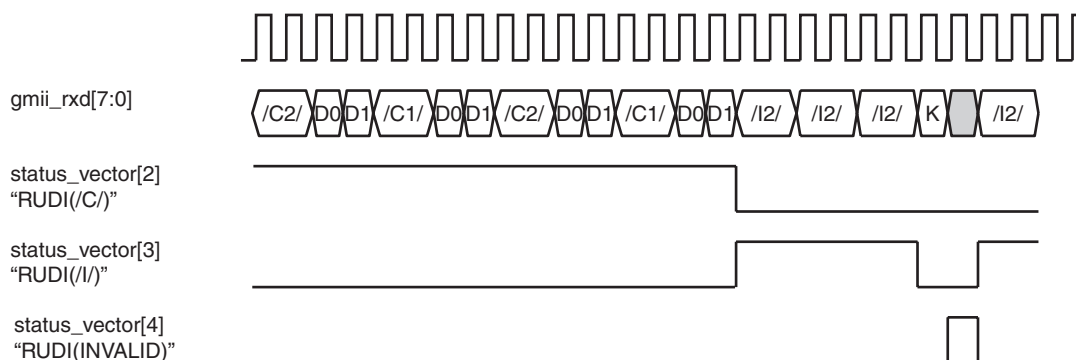 gmii_rxd[7:0]
/C2/ D0 D1 /C1/ D0 D1 /C2/ D0 D1 /C1/ D0 D1 /I2/ /I2/ /I2/ K /I2/
status_vector[2]
“RUDI(/C/)”
status_vector[3]
“RUDI(/I/)”
status_vector[4]
“RUDI(INVALID)”